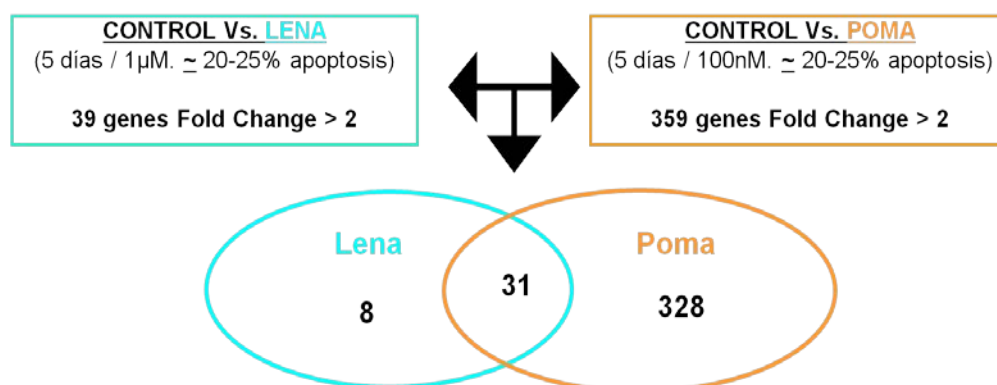 CONTROL Vs. LENA
(5 días / 1µM. ~ 20-25% apoptosis)
39 genes Fold Change > 2
CONTROL Vs. POMA
(5 días / 100nM. ~ 20-25% apoptosis)
359 genes Fold Change > 2
Lena
Poma
8
31
328